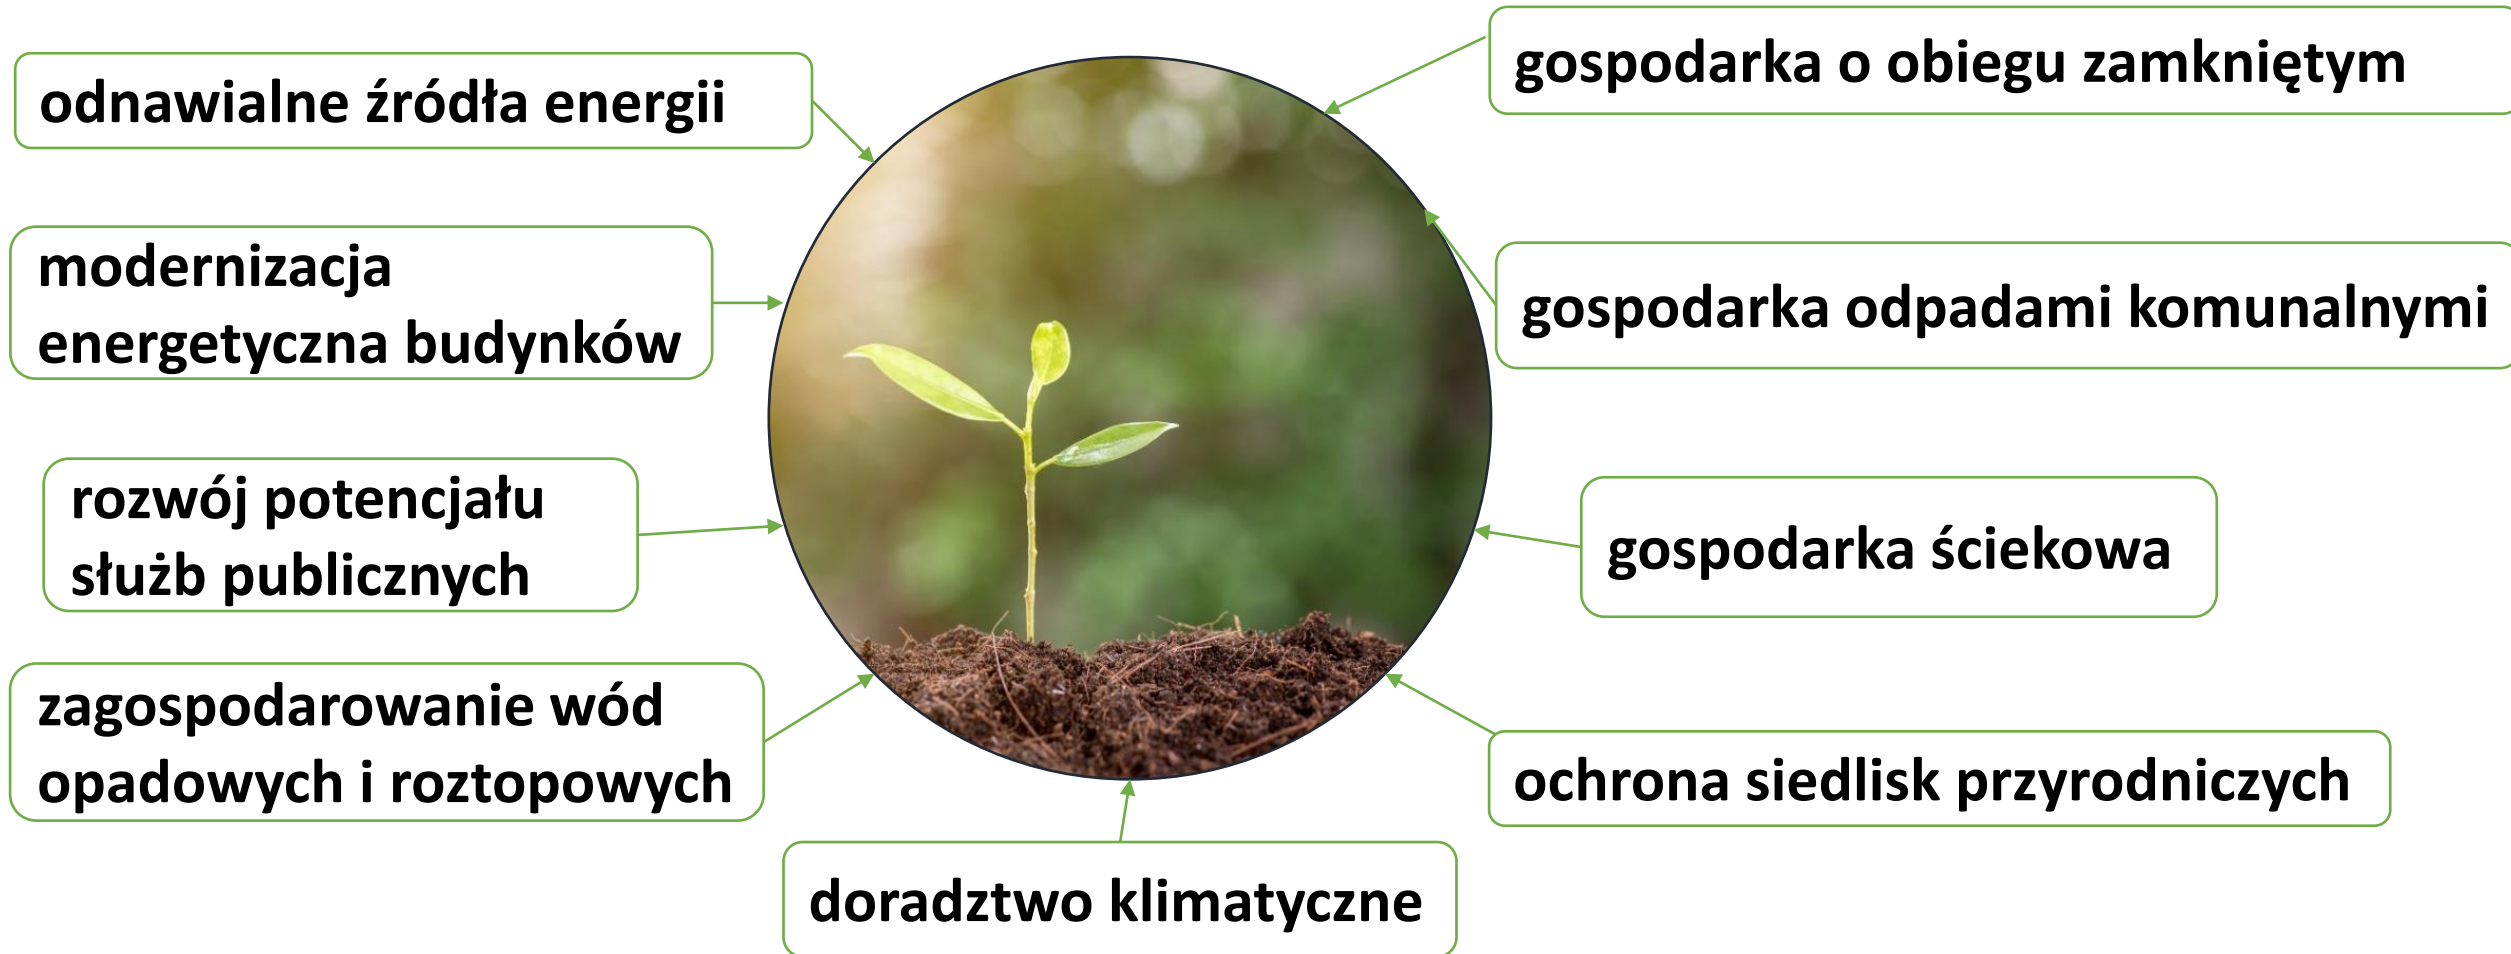 odnawialne źródła energii
modernizacja
energetyczna budynków
rozwój potencjału
służb publicznych
zagospodarowanie wód
opadowych i roztopowych
doradztwo klimatyczne
gospodarka o obiegu zamkniętym
gospodarka odpadami komunalnymi
gospodarka ściekowa
ochrona siedlisk przyrodniczych